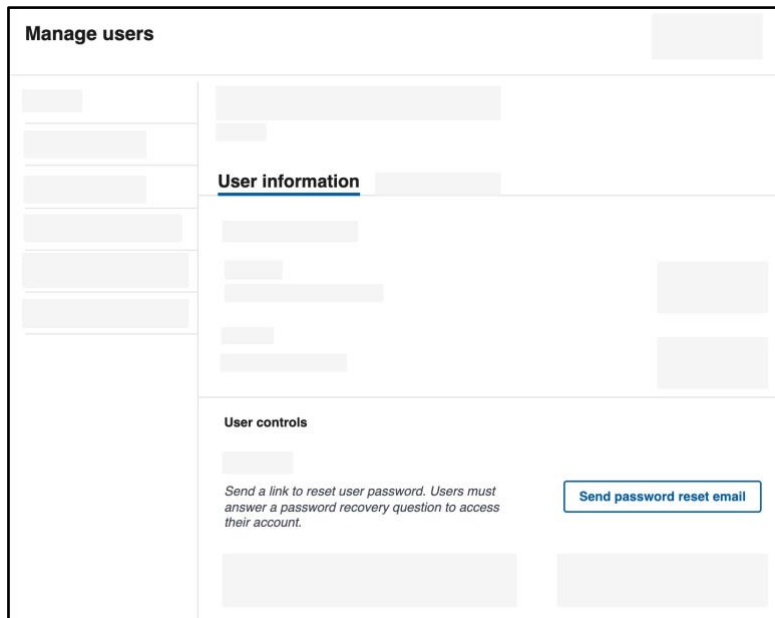 Manage users
User information
User controls
Send a link to reset user password. Users must
answer a password recovery question to access
their account.
Send password reset email